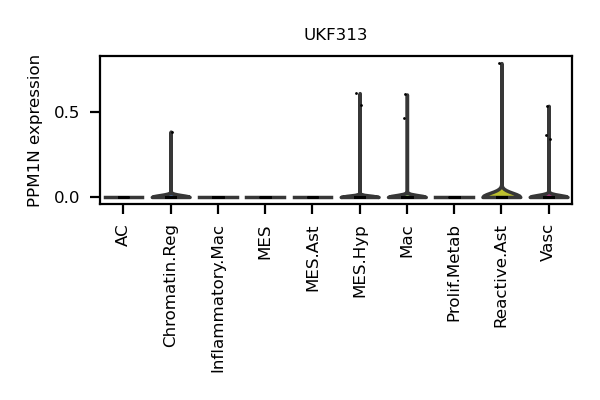 UKF313
PPM1N expression
0.5
0.0
AC
Chromatin.Reg
Inflammatory.Mac
MES
MES.Ast
MES.Hyp
Mac
Prolif.Metab
Reactive.Ast
Vasc